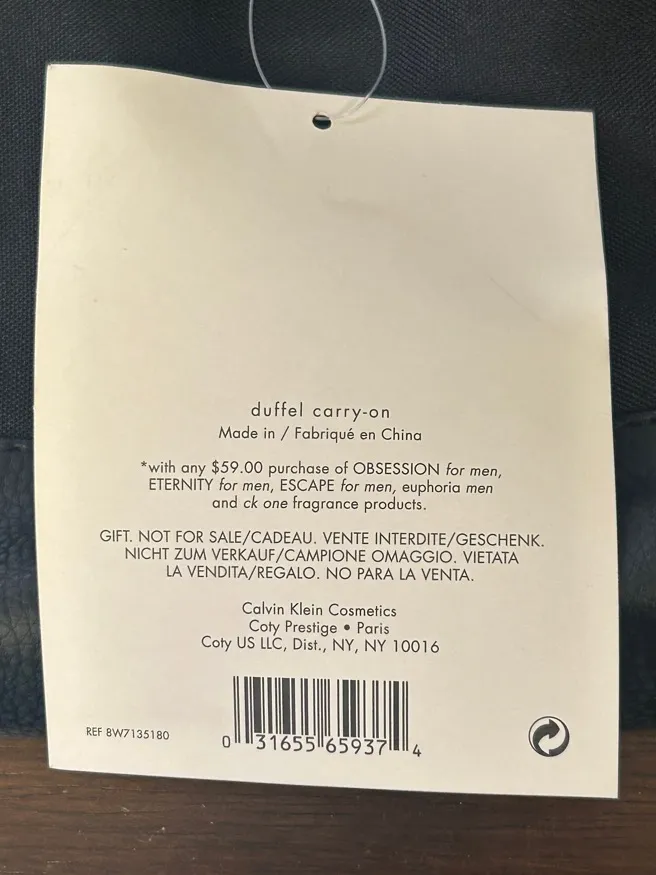 duffel carry-on
Made in / Fabriqué en China
*with any $59.00 purchase of OBSESSION for men,
ETERNITY for men, ESCAPE for men, euphoria men
and ck one fragrance products.
GIFT. NOT FOR SALE/CADEAU. VENTE INTERDITE/GESCHENK.
NICHT ZUM VERKAUF/CAMPIONE OMAGGIO. VIETATA
LA VENDITA/REGALO. NO PARA LA VENTA.
Calvin Klein Cosmetics
Coty Prestige • Paris
Coty US LLC, Dist., NY, NY 10016
REF 8W7135180
0 31655 65937 4